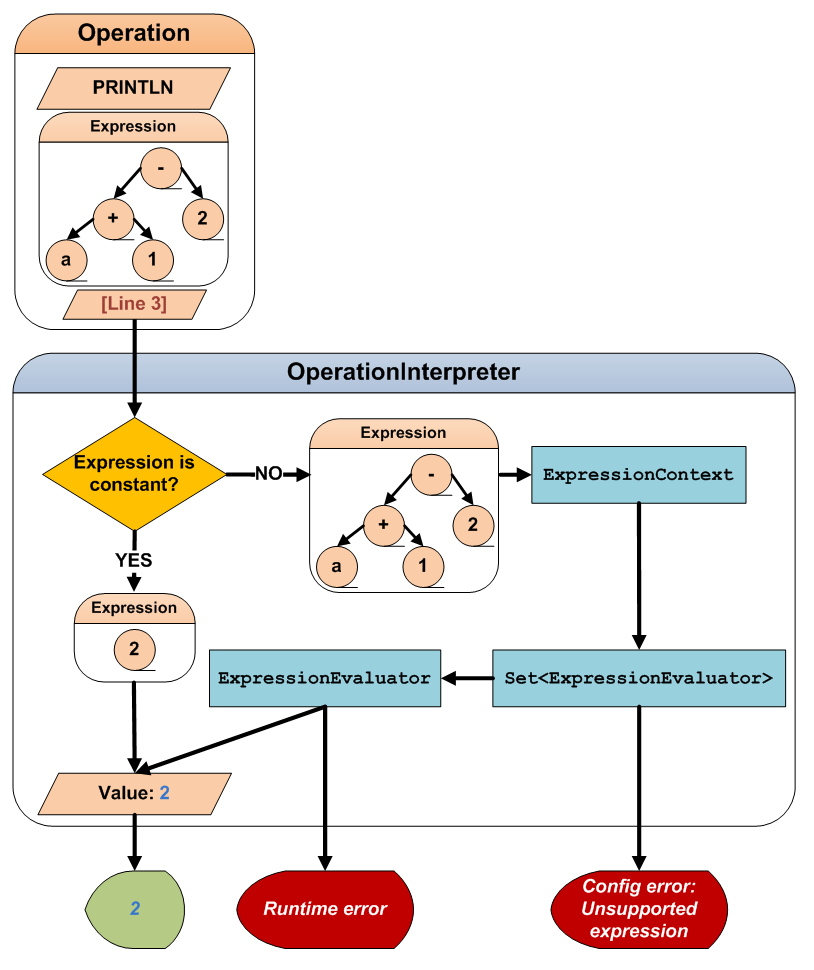 Operation
PRINTLN
Expression
-
+
2
a
1
[Line 3]
OperationInterpreter
Expression is
constant?
NO
Expression
-
+
2
a
1
ExpressionContext
YES
Expression
2
ExpressionEvaluator
Set<ExpressionEvaluator>
Value: 2
2
Runtime error
Config error:
Unsupported
expression